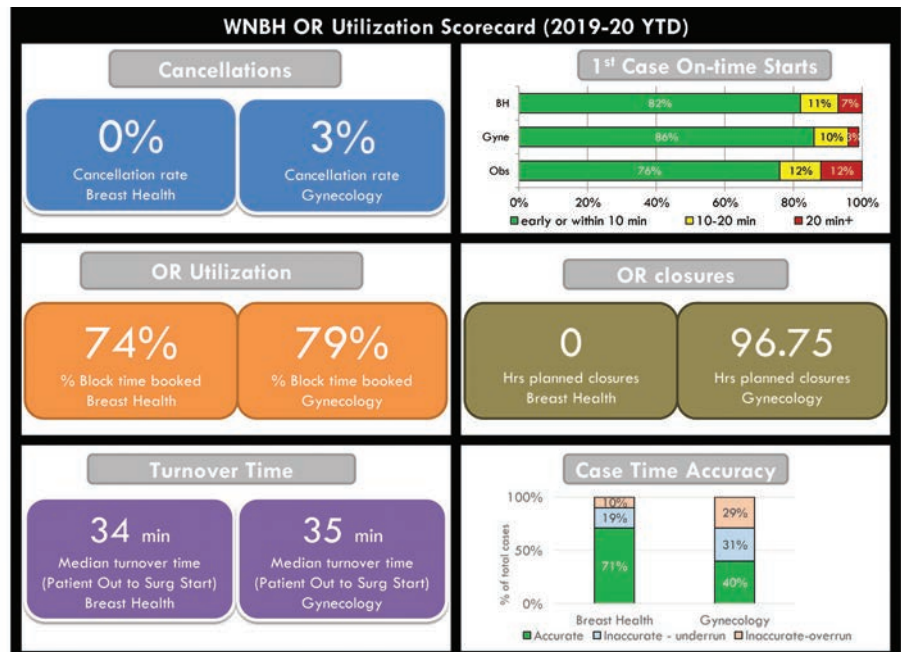 WNBH OR Utilization Scorecard (2019-20 YTD)
Cancellations
0%
Cancellation rate
Breast Health
3%
Cancellation rate
Gynecology
1st Case On-time Starts
BH
82%
11%
7%
Gyne
86%
10%
3%
Obs
76%
12%
12%
0%
20%
40%
60%
80%
100%
early or within 10 min
10-20 min
20 min+
OR Utilization
74%
% Block time booked
Breast Health
79%
% Block time booked
Gynecology
OR closures
0
Hrs planned closures
Breast Health
96.75
Hrs planned closures
Gynecology
Turnover Time
34 min
Median turnover time
(Patient Out to Surg Start)
Breast Health
35 min
Median turnover time
(Patient Out to Surg Start)
Gynecology
Case Time Accuracy
% of total cases
100%
50%
0%
10%
19%
71%
29%
31%
40%
Breast Health
Gynecology
Accurate
Inaccurate - underrun
Inaccurate-overrun